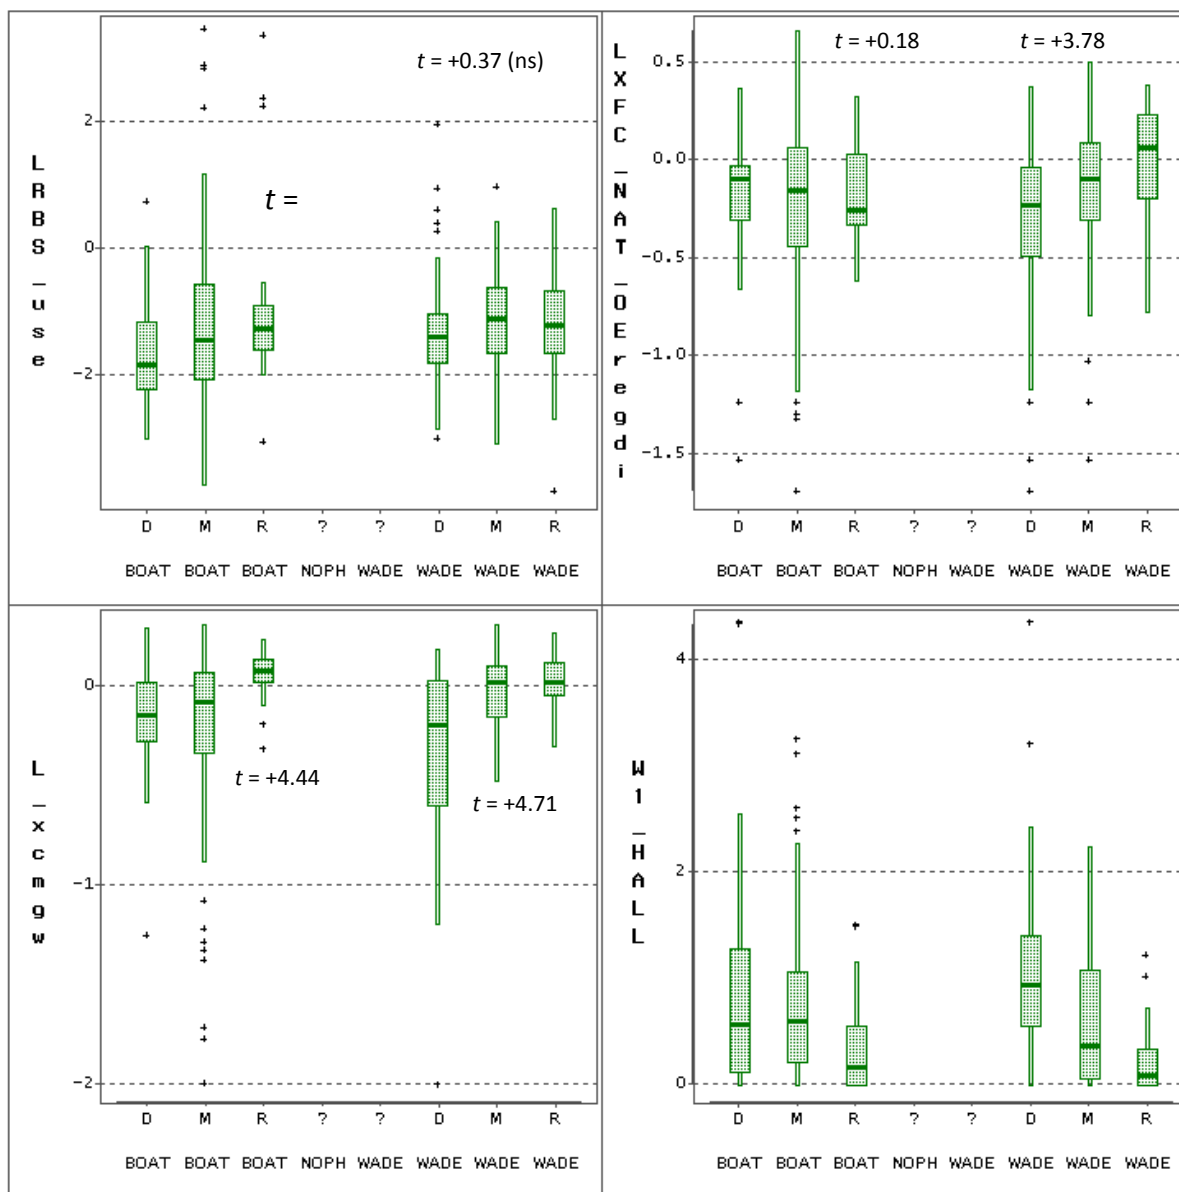 LRBS_use
t = +0.37 (ns)
t =
2
0
−2
D M R ? ? D M R
BOAT BOAT BOAT NOPH WADE WADE WADE WADE
LXFC_NAT_OEregdi
t = +0.18 t = +3.78
0.5
0.0
−0.5
−1.0
−1.5
D M R ? ? D M R
BOAT BOAT BOAT NOPH WADE WADE WADE WADE
L_xcmgw
0
t = +4.44
t = +4.71
−1
−2
D M R ? ? D M R
BOAT BOAT BOAT NOPH WADE WADE WADE WADE
W1_HALL
4
2
0
D M R ? ? D M R
BOAT BOAT BOAT NOPH WADE WADE WADE WADE